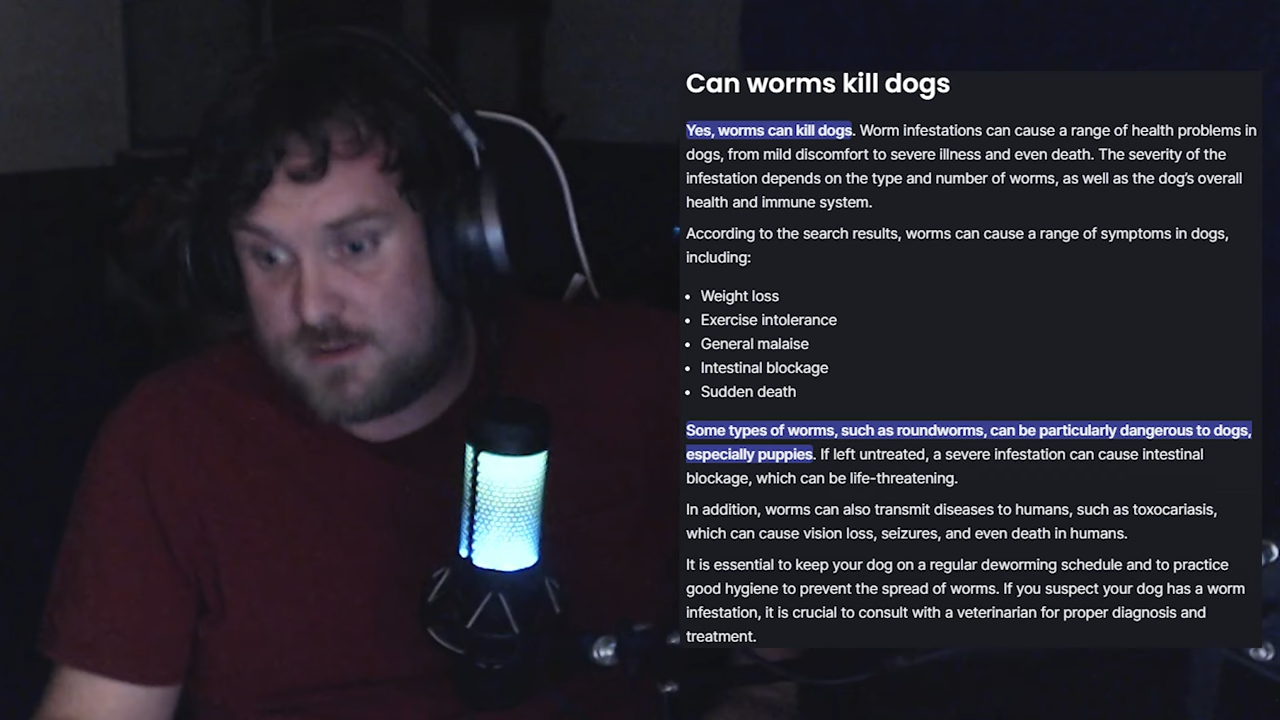 Can worms kill dogs
Yes, worms can kill dogs. Worm infestations can cause a range of health problems in
dogs, from mild discomfort to severe illness and even death. The severity of the
infestation depends on the type and number of worms, as well as the dog's overall
health and immune system.
According to the search results, worms can cause a range of symptoms in dogs,
including:
• Weight loss
• Exercise intolerance
• General malaise
• Intestinal blockage
• Sudden death
Some types of worms, such as roundworms, can be particularly dangerous to dogs,
especially puppies. If left untreated, a severe infestation can cause intestinal
blockage, which can be life-threatening.
In addition, worms can also transmit diseases to humans, such as toxocariasis,
which can cause vision loss, seizures, and even death in humans.
It is essential to keep your dog on a regular deworming schedule and to practice
good hygiene to prevent the spread of worms. If you suspect your dog has a worm
infestation, it is crucial to consult with a veterinarian for proper diagnosis and
treatment.